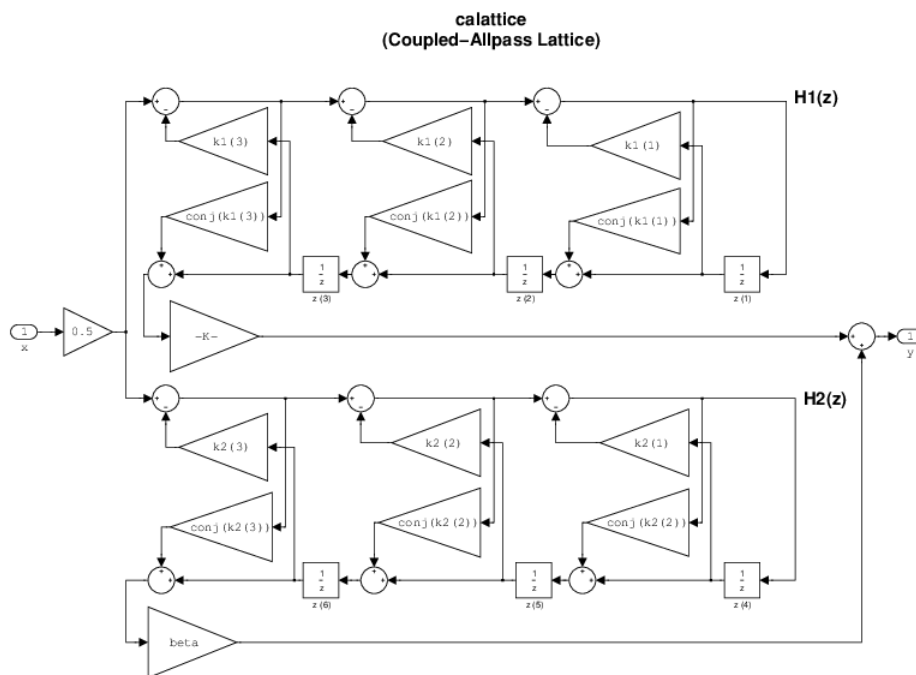 calattice
(Coupled−Allpass Lattice)
H1(z)
k1(3)
k1(2)
k1(1)
conj(k1(3))
conj(k1(2))
conj(k1(1))
1
z
z (3)
1
z
z (2)
1
z
z (1)
1
x
0.5
−K−
1
y
H2(z)
k2(3)
k2(2)
k2(1)
conj(k2(3))
conj(k2(2))
conj(k2(2))
1
z
z (6)
1
z
z (5)
1
z
z (4)
beta